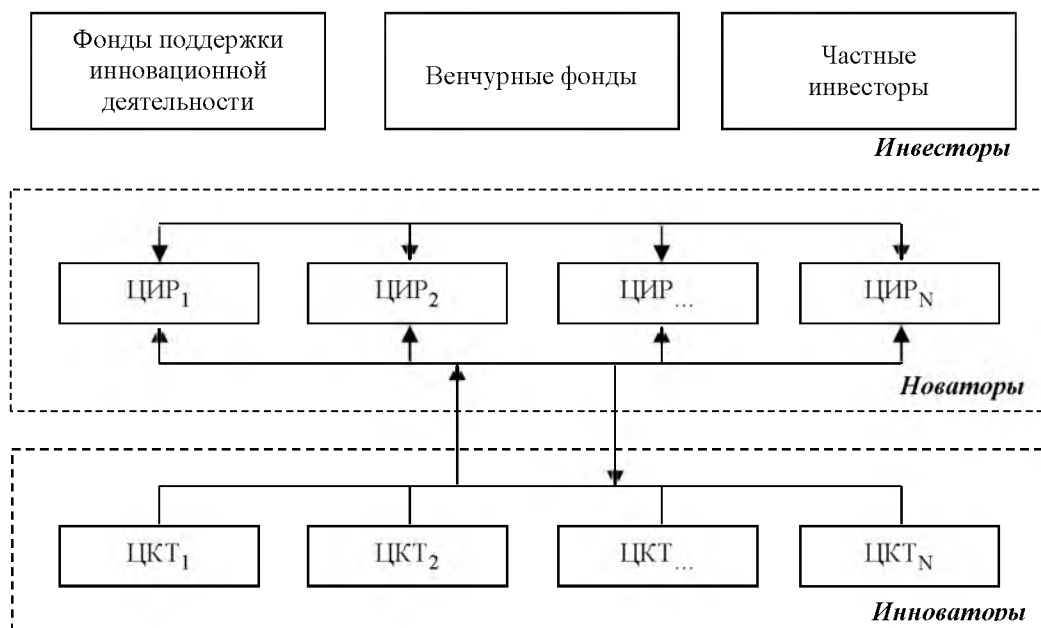 Фонды поддержки
инновационной
деятельности
Венчурные фонды
Частные
инвесторы
Инвесторы
ЦИР1
ЦИР2
ЦИР...
ЦИРN
Новаторы
ЦКТ1
ЦКТ2
ЦКТ...
ЦКТN
Инноваторы